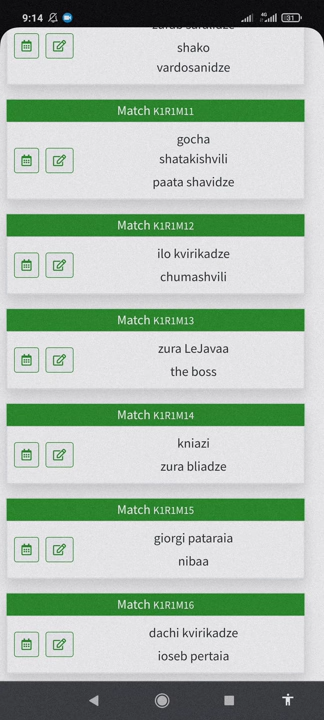 9:14
31
shako
vardosanidze
Match K1R1M11
gocha
shatakishvili
paata shavidze
Match K1R1M12
ilo kvirikadze
chumashvili
Match K1R1M13
zura LeJavaa
the boss
Match K1R1M14
kniazi
zura bliadze
Match K1R1M15
giorgi pataraia
nibaa
Match K1R1M16
dachi kvirikadze
ioseb pertaia